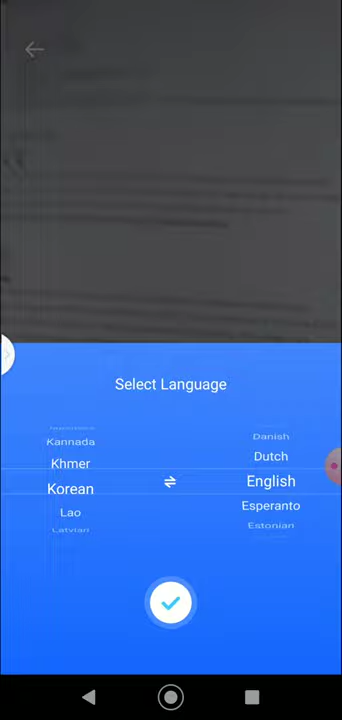 Select Language
Kannada
Khmer
Korean
Lao
Latvian
Danish
Dutch
English
Esperanto
Estonian